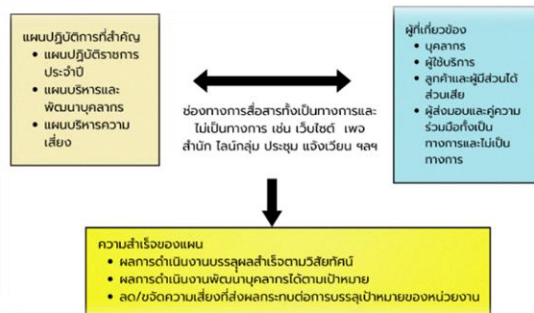 แผนปฏิบัติการที่สำคัญ
• แผนปฏิบัติราชการ
ประจำปี
• แผนบริหารและ
พัฒนาบุคลากร
• แผนบริหารความ
เสี่ยง
ช่องทางการสื่อสารทั้งเป็นทางการและ
ไม่เป็นทางการ เช่น เว็บไซต์ เพจ
สำนัก ไลน์กลุ่ม ประชุม แจ้งเวียน ฯลฯ
ผู้ที่เกี่ยวข้อง
• บุคลากร
• ผู้ใช้บริการ
• ลูกค้าและผู้มีส่วนได้
ส่วนเสีย
• ผู้ส่งมอบและคู่ความ
ร่วมมือทั้งเป็น
ทางการและไม่เป็น
ทางการ
ความสำเร็จของแผน
• ผลการดำเนินงานบรรลุผลสำเร็จตามวิสัยทัศน์
• ผลการดำเนินงานพัฒนาบุคลากรได้ตามเป้าหมาย
• ลด/ขจัดความเสี่ยงที่ส่งผลกระทบต่อการบรรลุเป้าหมายของหน่วยงาน